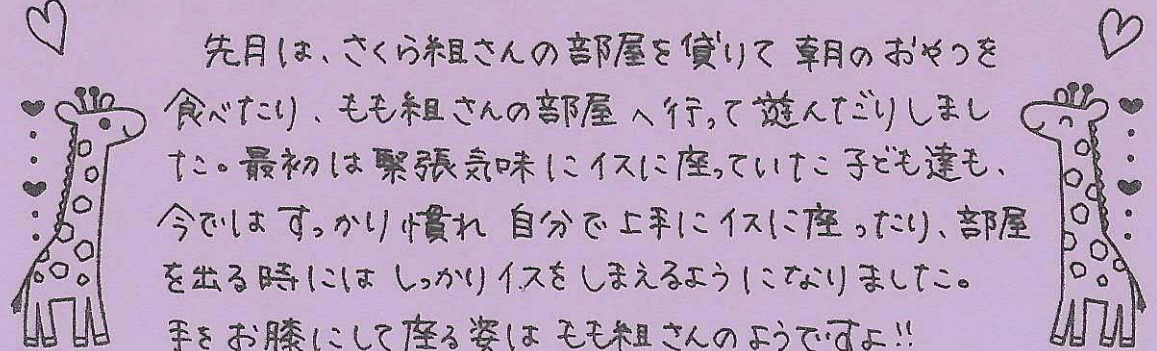 先月は、さくら組さんの部屋を貸りて 朝のおやつを
食べたり、もも組さんの部屋へ行って遊んだりしまし
た。最初は緊張気味にイスに座っていた子ども達も、
今ではすっかり慣れ 自分で上手にイスに座ったり、部屋
を出る時にはしっかりイスをしまえるようになりました。
手をお膝にして座る姿はもも組さんのようですよ!!